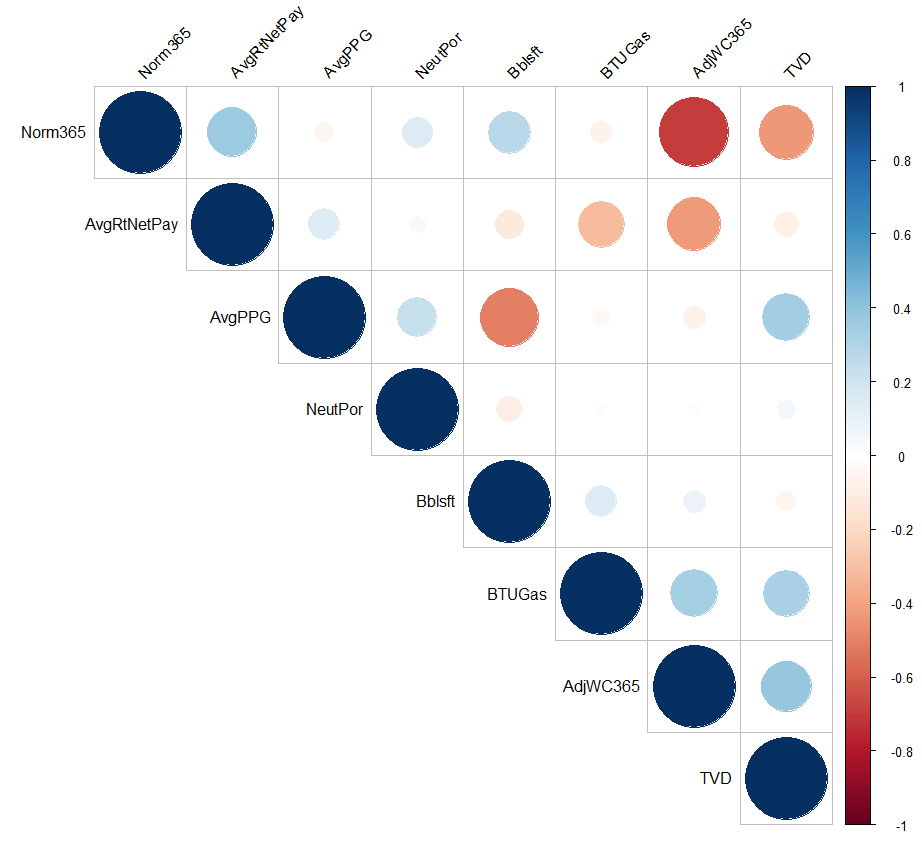 Norm365
AvgRtNetPay
AvgPPG
NeutPor
Bblsft
BTUGas
AdjWC365
TVD
Norm365
AvgRtNetPay
AvgPPG
NeutPor
Bblsft
BTUGas
AdjWC365
TVD
1
0.8
0.6
0.4
0.2
0
-0.2
-0.4
-0.6
-0.8
-1